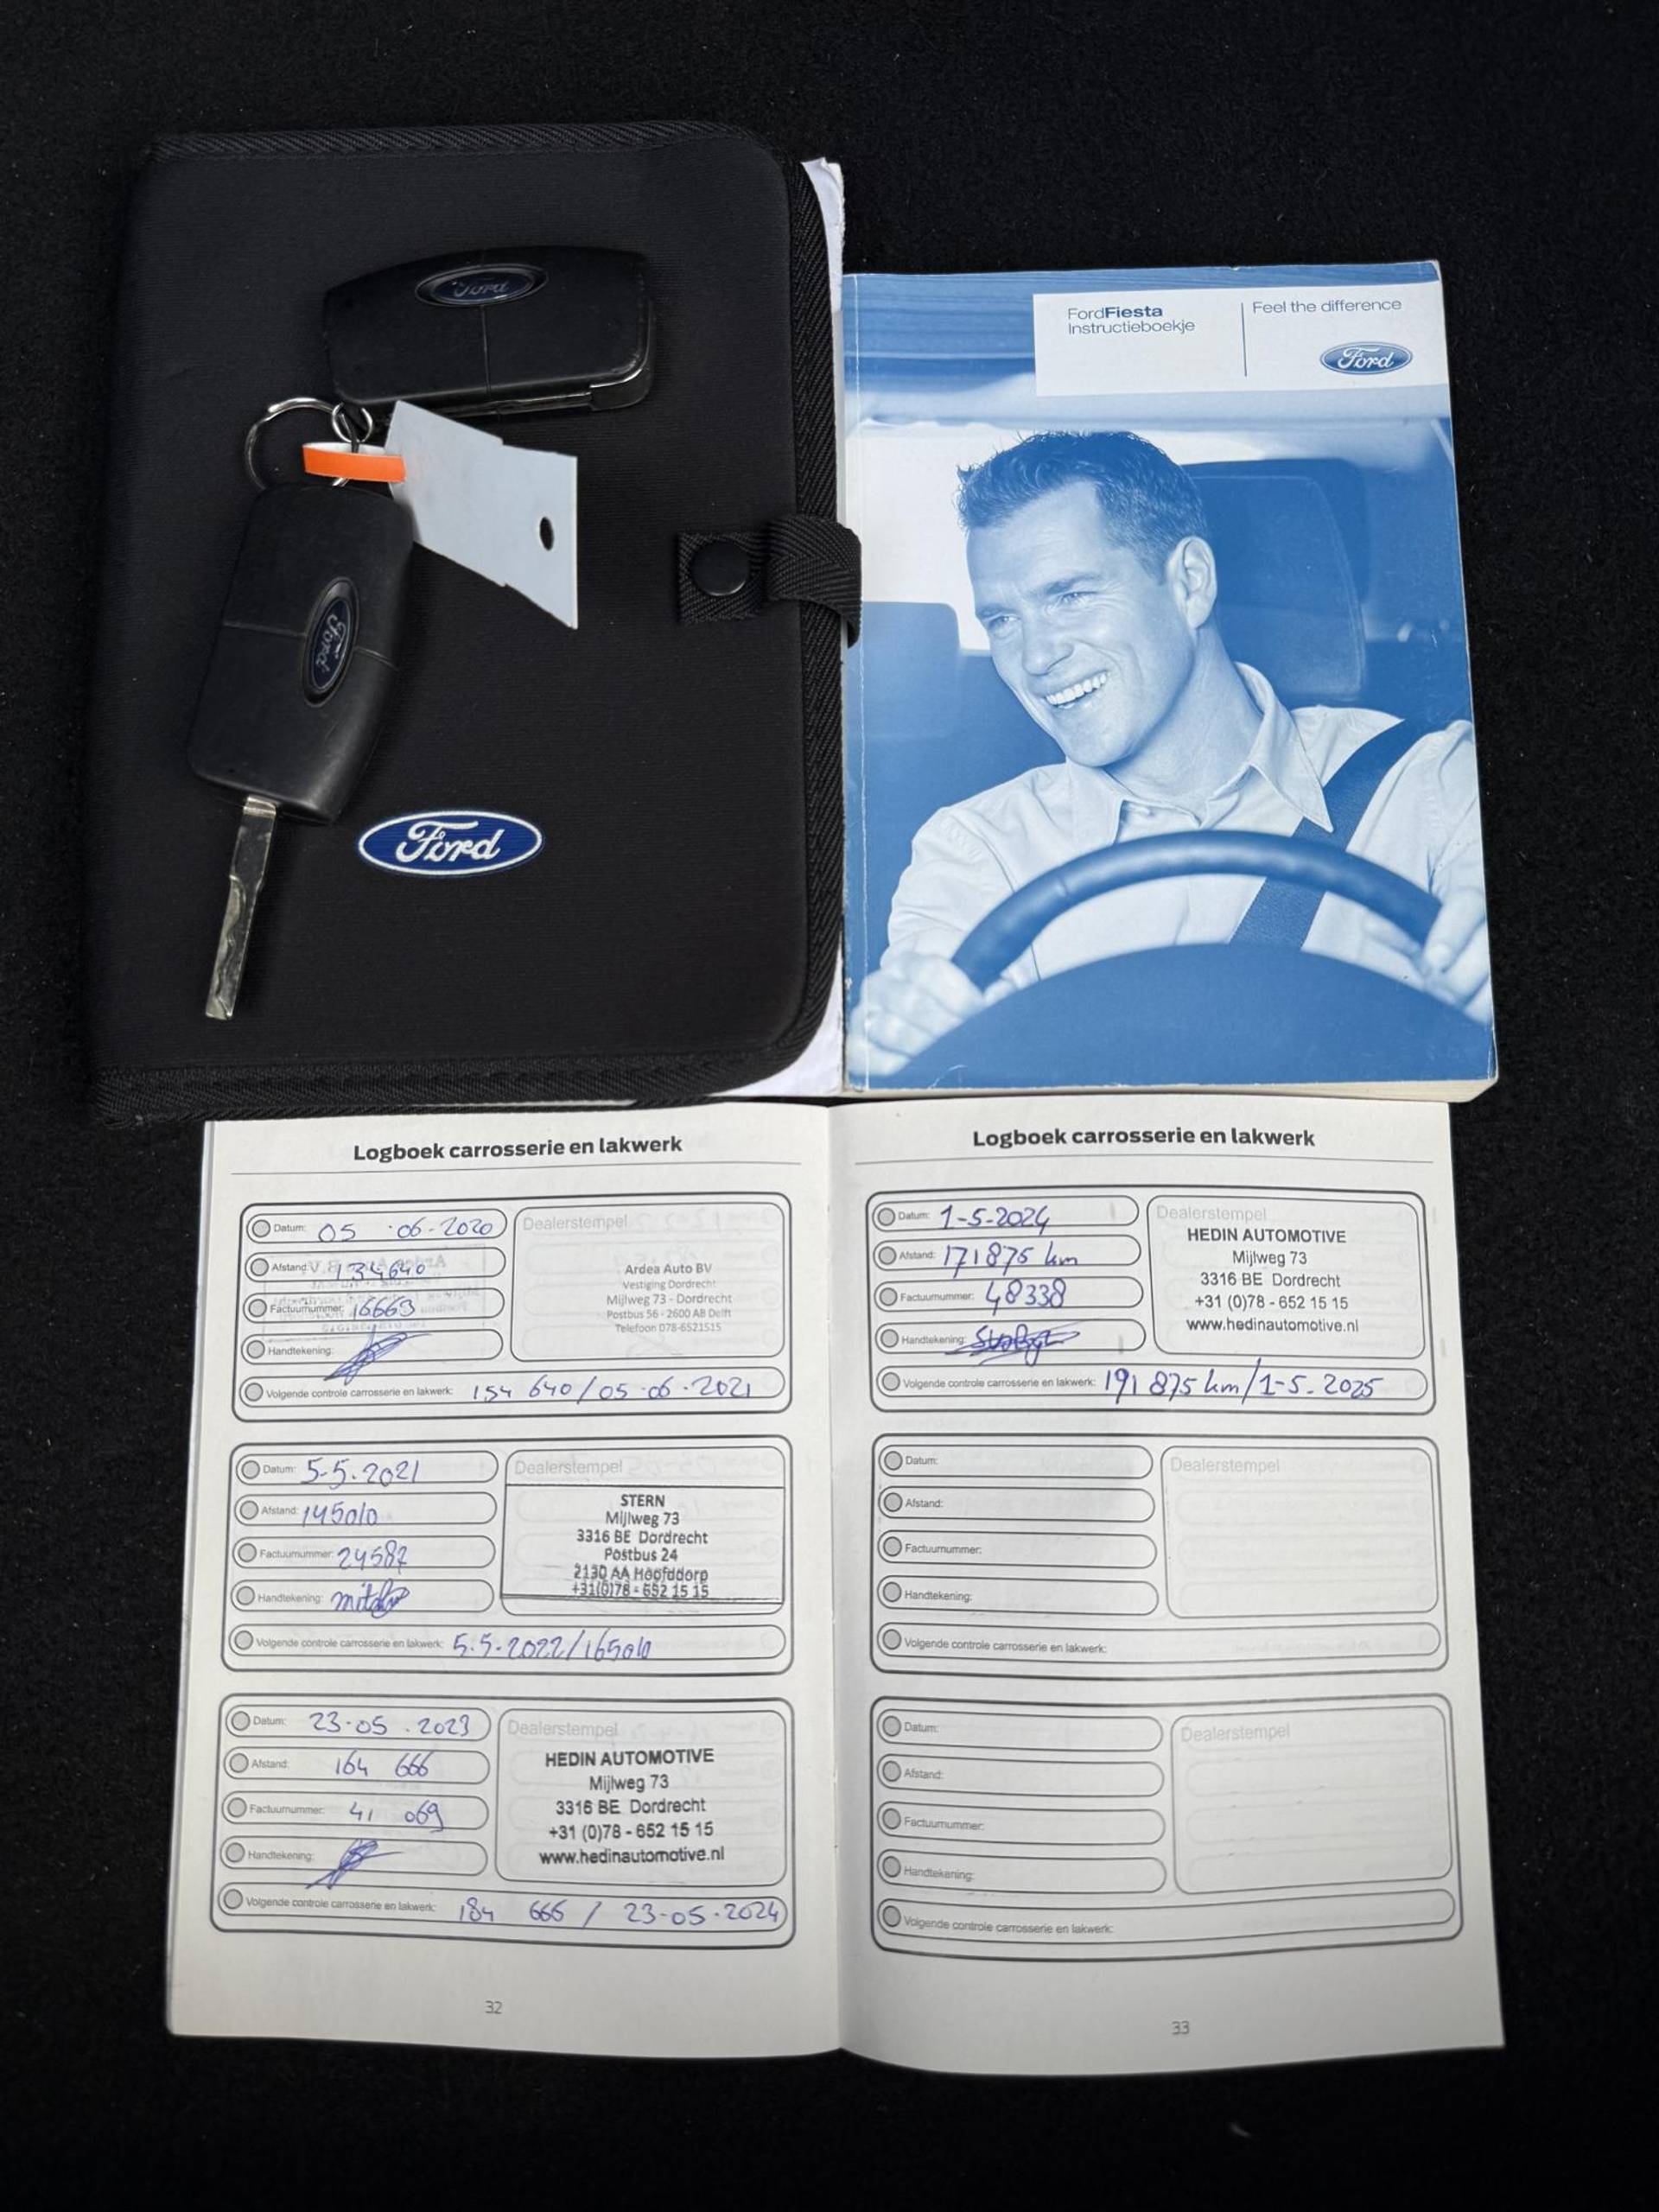 Ford
Ford
Ford
FordFiesta
Instructieboekje
Feel the difference
Ford
Logboek carrosserie en lakwerk
Datum: 05 · 06 - 2020
Afstand: 134640
Factuurnummer: 16663
Handtekening:
Dealerstempel
Ardea Auto BV
Vestiging Dordrecht
Mijlweg 73 - Dordrecht
Postbus 56 - 2600 AB Delft
Telefoon 078-6521515
Volgende controle carrosserie en lakwerk: 154 640 / 05 · 06 · 2021
Datum: 5-5-2021
Afstand: 145010
Factuurnummer: 24587
Handtekening:
Dealerstempel
STERN
Mijlweg 73
3316 BE Dordrecht
Postbus 24
2130 AA Hoofddorp
+31(0)78 - 652 15 15
Volgende controle carrosserie en lakwerk: 5-5-2022/165010
Datum: 23-05 . 2023
Afstand: 164 666
Factuurnummer: 41 069
Handtekening:
Dealerstempel
HEDIN AUTOMOTIVE
Mijlweg 73
3316 BE Dordrecht
+31 (0)78 - 652 15 15
www.hedinautomotive.nl
Volgende controle carrosserie en lakwerk: 184 666 / 23-05-2024
32
Logboek carrosserie en lakwerk
Datum: 1-5-2024
Afstand: 171875 km
Factuurnummer: 48338
Handtekening:
Dealerstempel
HEDIN AUTOMOTIVE
Mijlweg 73
3316 BE Dordrecht
+31 (0)78 - 652 15 15
www.hedinautomotive.nl
Volgende controle carrosserie en lakwerk: 191 875 km/1-5-2025
Datum:
Afstand:
Factuurnummer:
Handtekening:
Dealerstempel
Volgende controle carrosserie en lakwerk:
Datum:
Afstand:
Factuurnummer:
Handtekening:
Dealerstempel
Volgende controle carrosserie en lakwerk:
33